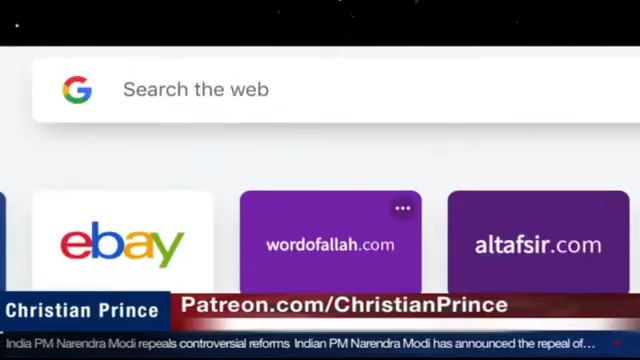 Search the web
ebay
wordofallah.com
altafsir.com
Christian Prince
Patreon.com/ChristianPrince
India PM Narendra Modi repeals controversial reforms Indian PM Narendra Modi has announced the repeal of...